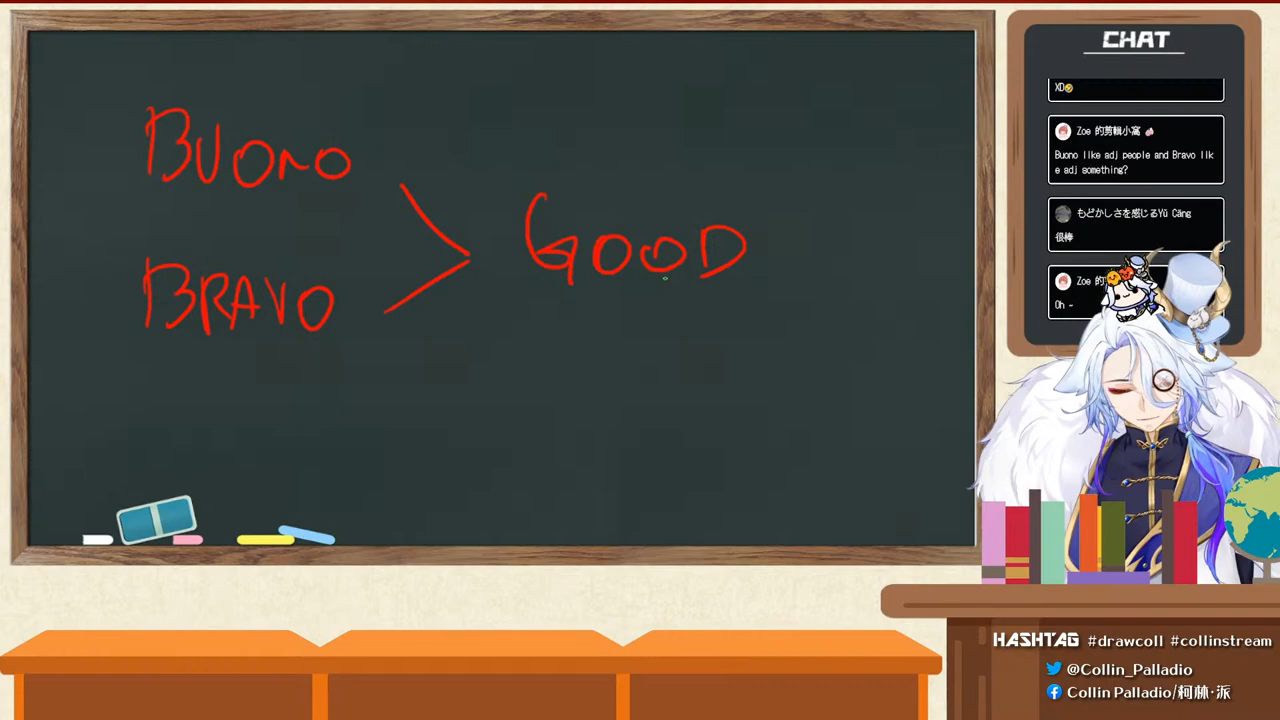 BUONO
BRAVO
GOOD
CHAT
XD🤣
Zoe 的剪輯小窩
Buono like adj people and Bravo lik
e adj something?
もどかしさを感じるYǔ Cāng
很棒
Zoe 的
Oh ~
HASHTAG #drawcoll #collinstream
@Collin_Palladio
Collin Palladio/柯林·派